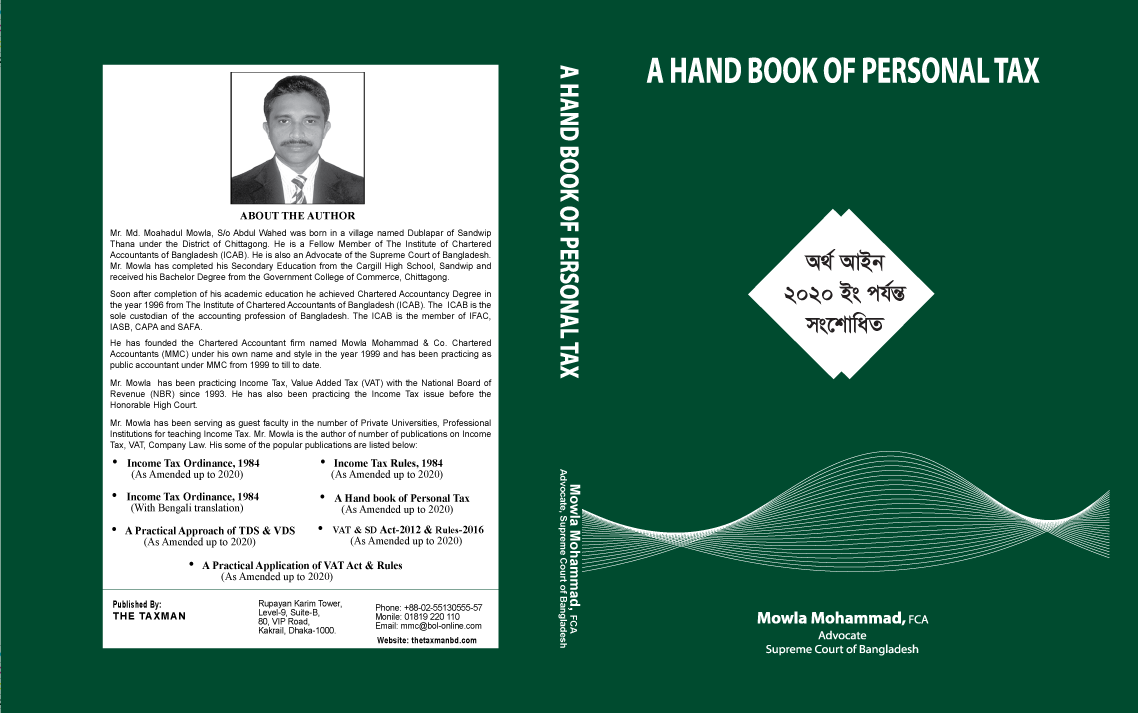 ABOUT THE AUTHOR
Mr. Md. Moahadul Mowla, S/o Abdul Wahed was born in a village named Dublapar of Sandwip
Thana under the District of Chittagong. He is a Fellow Member of The Institute of Chartered
Accountants of Bangladesh (ICAB). He is also an Advocate of the Supreme Court of Bangladesh.
Mr. Mowla has completed his Secondary Education from the Cargill High School, Sandwip and
received his Bachelor Degree from the Government College of Commerce, Chittagong.
Soon after completion of his academic education he achieved Chartered Accountancy Degree in
the year 1996 from The Institute of Chartered Accountants of Bangladesh (ICAB). The ICAB is the
sole custodian of the accounting profession of Bangladesh. The ICAB is the member of IFAC,
IASB, CAPA and SAFA.
He has founded the Chartered Accountant firm named Mowla Mohammad & Co. Chartered
Accountants (MMC) under his own name and style in the year 1999 and has been practicing as
public accountant under MMC from 1999 to till to date.
Mr. Mowla has been practicing Income Tax, Value Added Tax (VAT) with the National Board of
Revenue (NBR) since 1993. He has also been practicing the Income Tax issue before the
Honorable High Court.
Mr. Mowla has been serving as guest faculty in the number of Private Universities, Professional
Institutions for teaching Income Tax. Mr. Mowla is the author of number of publications on Income
Tax, VAT, Company Law. His some of the popular publications are listed below:
• Income Tax Ordinance, 1984
(As Amended up to 2020)
• Income Tax Rules, 1984
(As Amended up to 2020)
• Income Tax Ordinance, 1984
(With Bengali translation)
• A Hand book of Personal Tax
(As Amended up to 2020)
• A Practical Approach of TDS & VDS
(As Amended up to 2020)
• VAT & SD Act-2012 & Rules-2016
(As Amended up to 2020)
• A Practical Application of VAT Act & Rules
(As Amended up to 2020)
Published By:
THE TAXMAN
Rupayan Karim Tower,
Level-9, Suite-B,
80, VIP Road,
Kakrail, Dhaka-1000.
Phone: +88-02-55130555-57
Monile: 01819 220 110
Email: mmc@bol-online.com
Website: thetaxmanbd.com
A HAND BOOK OF PERSONAL TAX
Mowla Mohammad, FCA
Advocate, Supreme Court of Bangladesh
A HAND BOOK OF PERSONAL TAX
অর্থ আইন
২০২০ ইং পর্যন্ত
সংশোধিত
Mowla Mohammad, FCA
Advocate
Supreme Court of Bangladesh